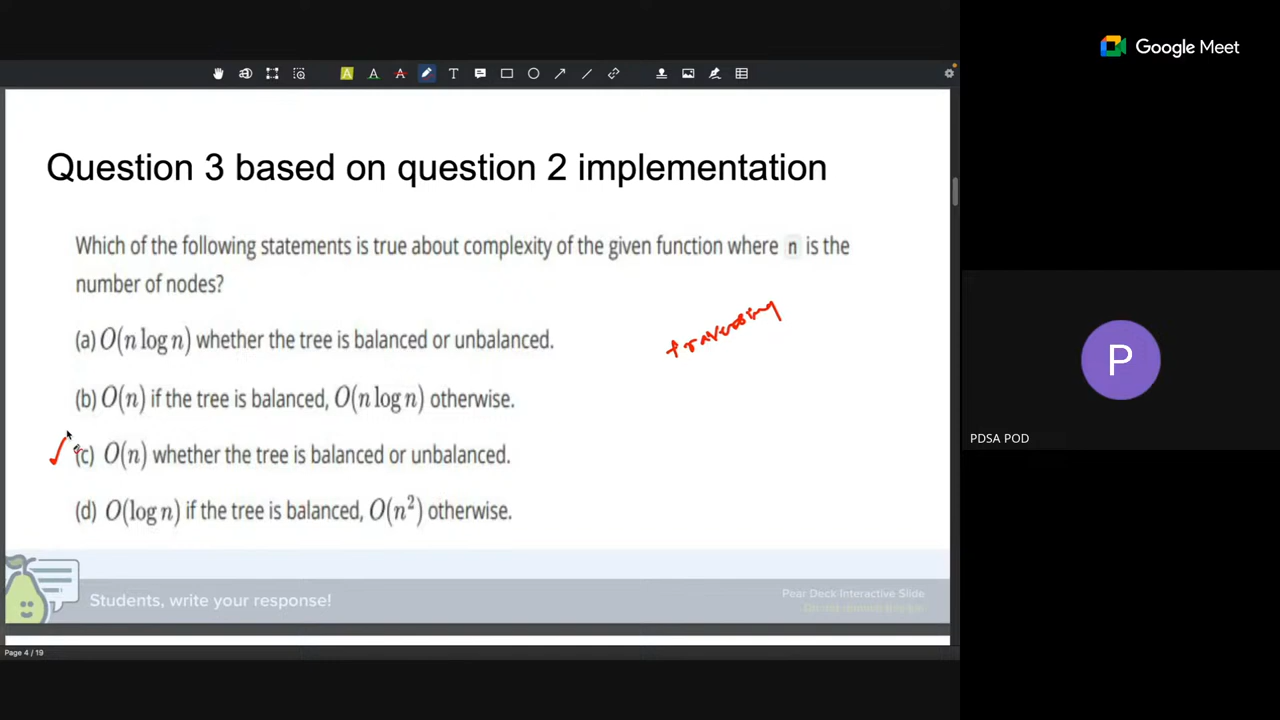 Google Meet
Question 3 based on question 2 implementation
Which of the following statements is true about complexity of the given function where n is the
number of nodes?
traversing
(a) O(n log n) whether the tree is balanced or unbalanced.
(b) O(n) if the tree is balanced, O(n log n) otherwise.
(c) O(n) whether the tree is balanced or unbalanced.
(d) O(log n) if the tree is balanced, O(n²) otherwise.
P
PDSA POD
Students, write your response!
Pear Deck Interactive Slide
Page 4 / 19